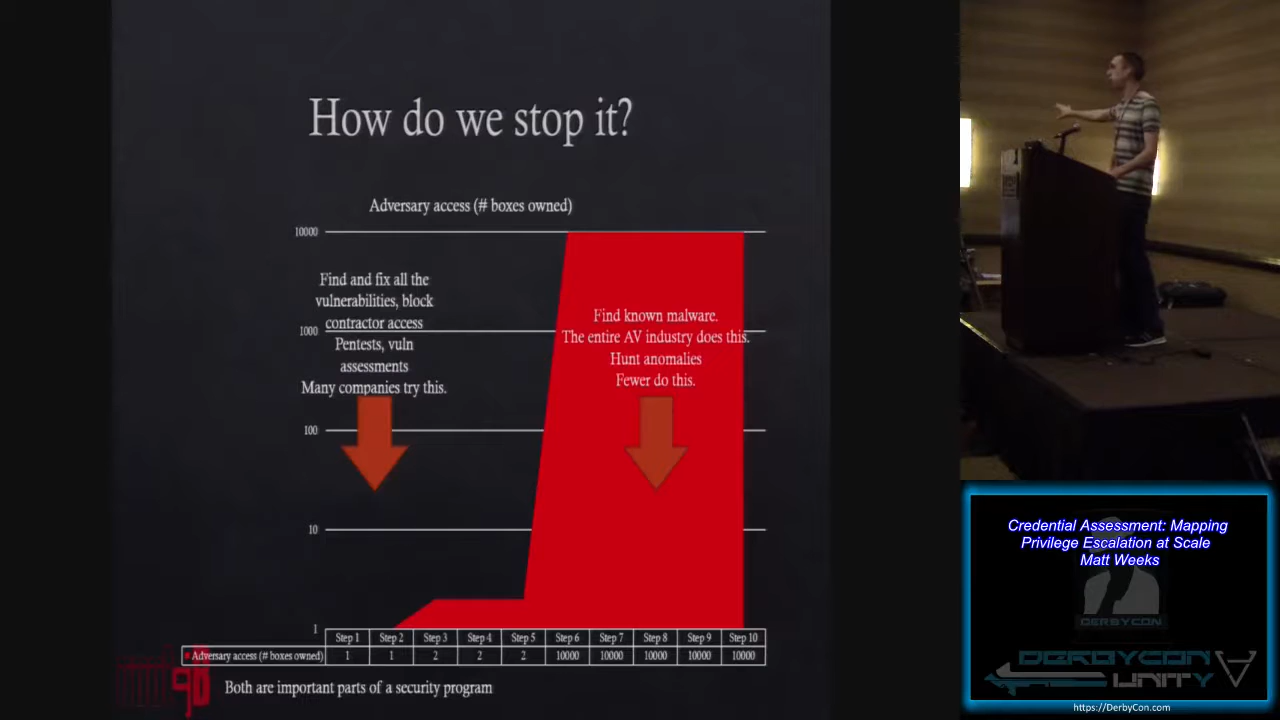 How do we stop it?
Adversary access (# boxes owned)
10000
Find and fix all the
vulnerabilities, block
contractor access
1000
Pentests, vuln
assessments
Many companies try this.
Find known malware.
The entire AV industry does this.
Hunt anomalies
Fewer do this.
100
10
1
Step 1 Step 2 Step 3 Step 4 Step 5 Step 6 Step 7 Step 8 Step 9 Step 10
Adversary access (# boxes owned) 1 1 2 2 2 10000 10000 10000 10000 10000
Both are important parts of a security program
Credential Assessment: Mapping
Privilege Escalation at Scale
Matt Weeks
DERBYCON
DERBYCON
UNITY
https://DerbyCon.com